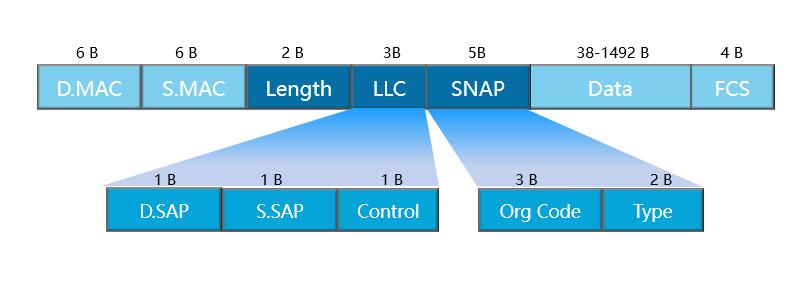 6 B 6 B 2 B 3B 5B 38-1492 B 4 B
D.MAC S.MAC Length LLC SNAP Data FCS
1 B 1 B 1 B 3 B 2 B
D.SAP S.SAP Control Org Code Type